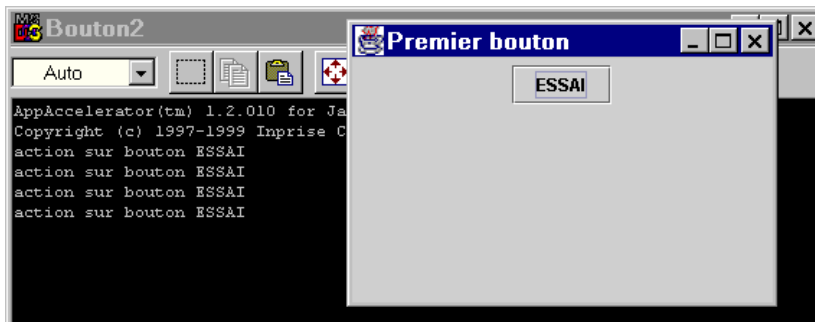 Bouton2
Auto
AppAccelerator(tm) 1.2.010 for Ja
Copyright (c) 1997-1999 Inprise C
action sur bouton ESSAI
action sur bouton ESSAI
action sur bouton ESSAI
action sur bouton ESSAI
Premier bouton
ESSAI